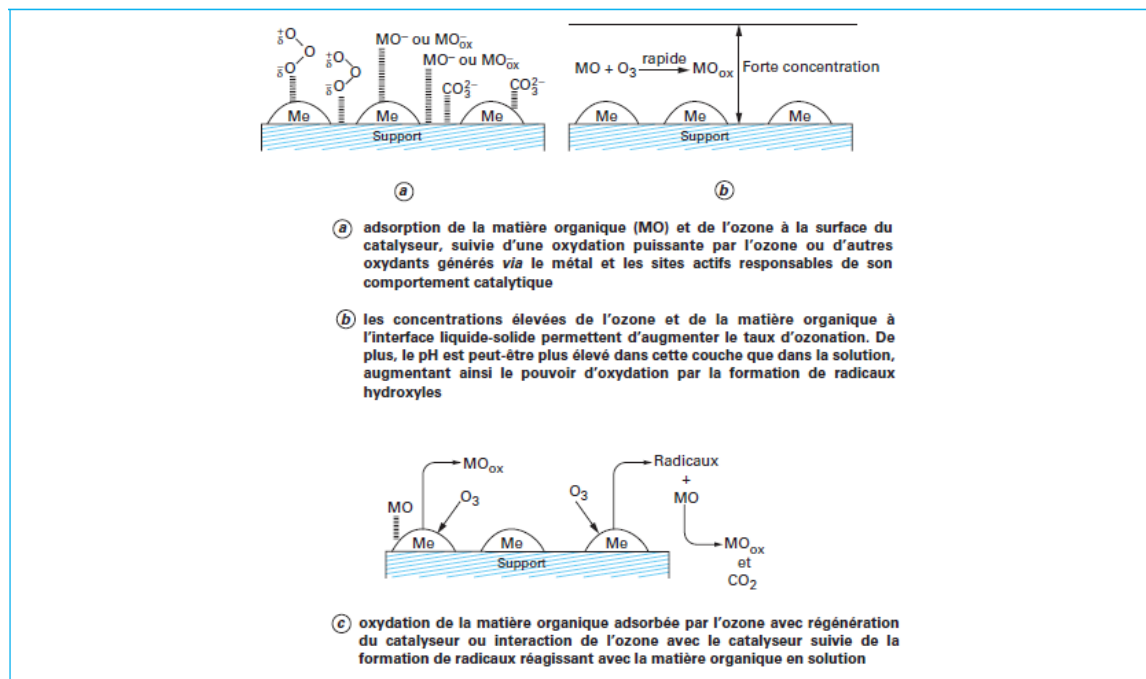 +O
δ
O
–O
δ
+O
δ
O
–O
δ
MO⁻ ou MO⁻ox
MO⁻ ou MO⁻ox
CO₃²⁻
CO₃²⁻
Me
Me
Me
Support
MO + O₃
rapide
MOox
Forte concentration
Me
Me
Me
Support
a
b
a adsorption de la matière organique (MO) et de l'ozone à la surface du
catalyseur, suivie d'une oxydation puissante par l'ozone ou d'autres
oxydants générés via le métal et les sites actifs responsables de son
comportement catalytique
b les concentrations élevées de l'ozone et de la matière organique à
l'interface liquide-solide permettent d'augmenter le taux d'ozonation. De
plus, le pH est peut-être plus élevé dans cette couche que dans la solution,
augmentant ainsi le pouvoir d'oxydation par la formation de radicaux
hydroxyles
MOox
O₃
MO
O₃
Radicaux
+
MO
Me
Me
Me
Support
MOox
et
CO₂
c oxydation de la matière organique adsorbée par l'ozone avec régénération
du catalyseur ou interaction de l'ozone avec le catalyseur suivie de la
formation de radicaux réagissant avec la matière organique en solution